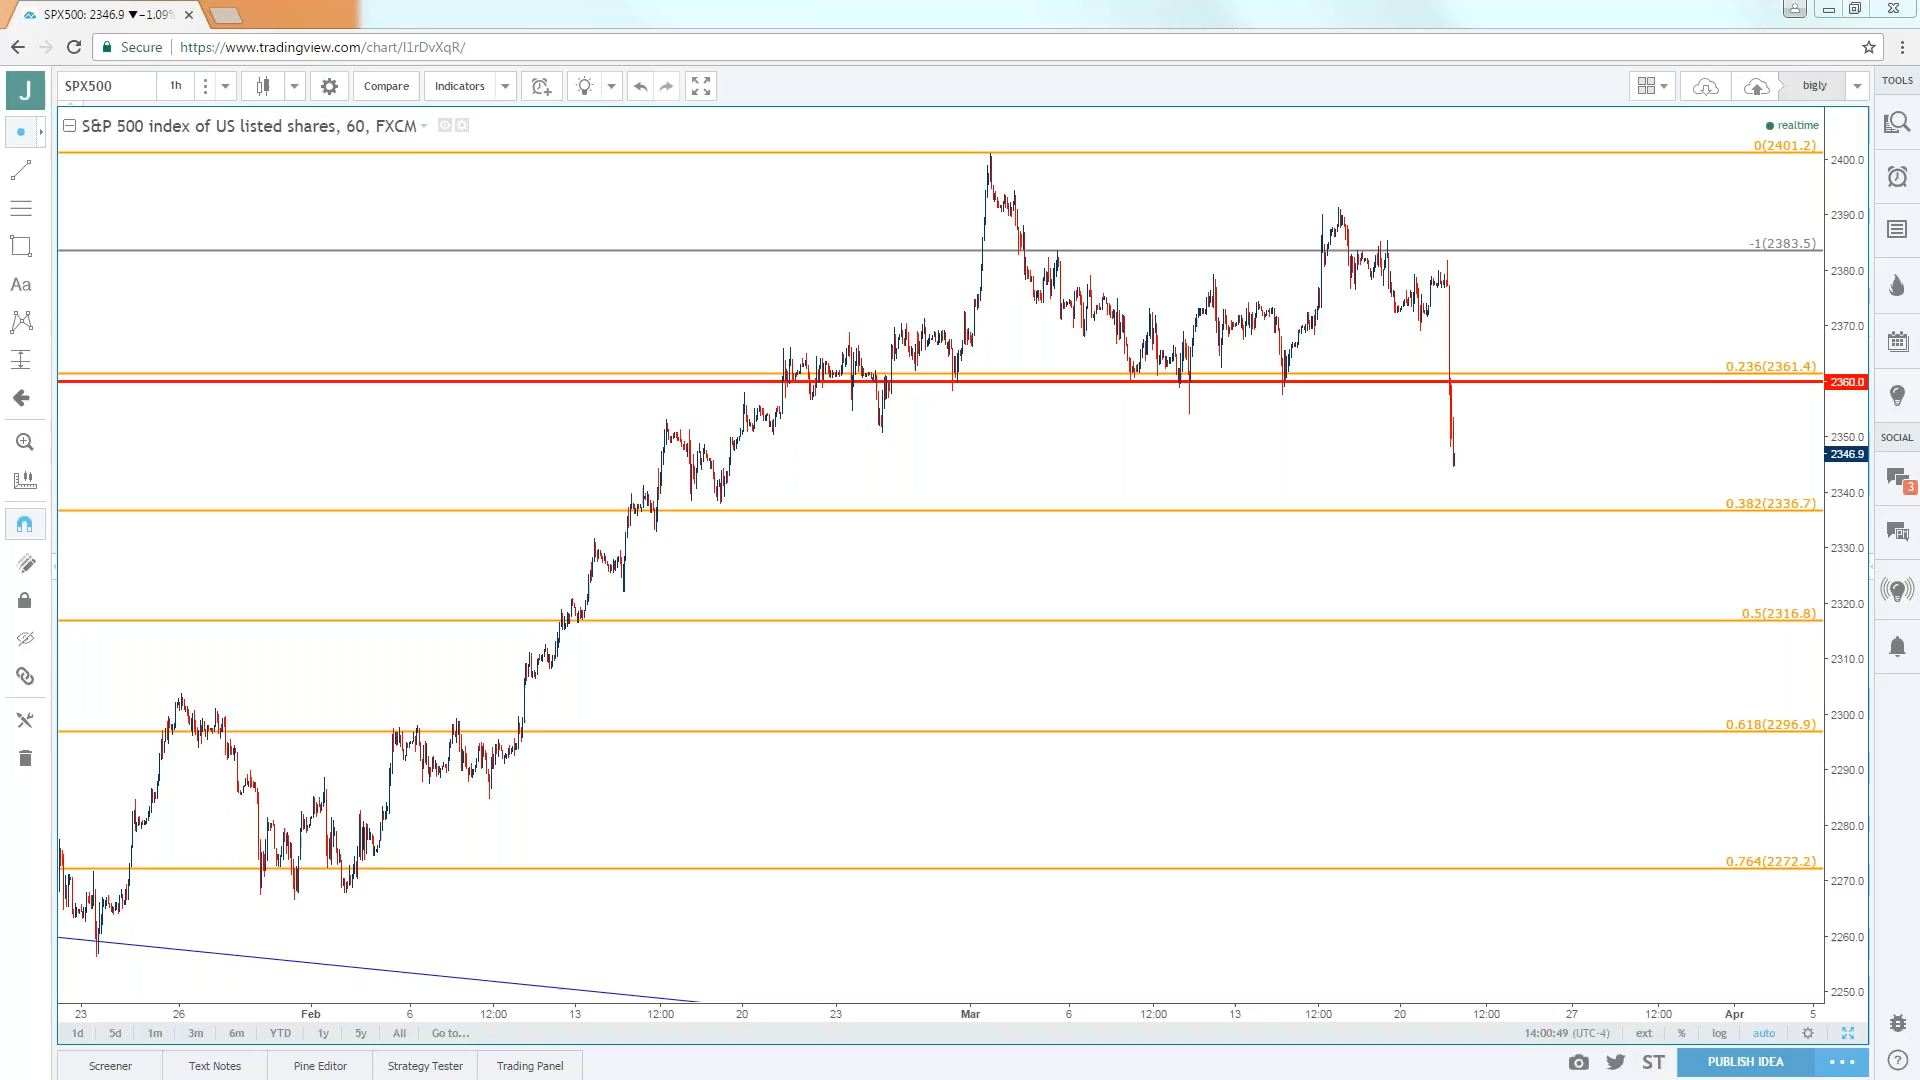 SPX500: 2346.9 ▼−1.09%
Secure https://www.tradingview.com/chart/I1rDvXqR/
J SPX500 1h Compare Indicators bigly TOOLS
S&P 500 index of US listed shares, 60, FXCM
realtime
0(2401.2)
2400.0
2390.0
-1(2383.5)
2380.0
2370.0
0.236(2361.4)
2360.0
2350.0
SOCIAL
2346.9
3
2340.0
0.382(2336.7)
2330.0
2320.0
0.5(2316.8)
2310.0
2300.0
0.618(2296.9)
2290.0
2280.0
0.764(2272.2)
2270.0
2260.0
2250.0
Aa
23 26 Feb 6 12:00 13 12:00 20 23 Mar 6 12:00 13 12:00 20 12:00 27 12:00 Apr 5
1d 5d 1m 3m 6m YTD 1y 5y All Go to... 14:00:49 (UTC-4) ext % log auto
Screener Text Notes Pine Editor Strategy Tester Trading Panel ST PUBLISH IDEA